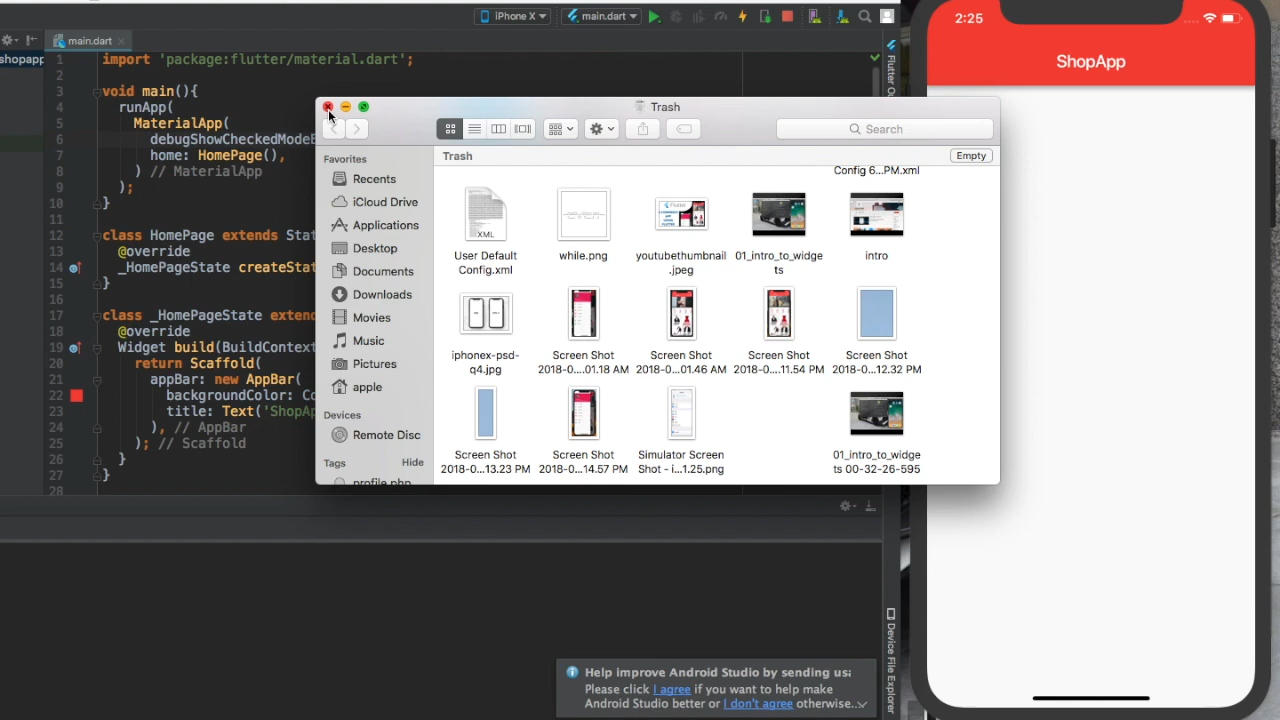 iPhone X
main.dart
2:25
ShopApp
main.dart
shopapp
1 import 'package:flutter/material.dart';
2
3 void main(){
4 runApp(
5 MaterialApp(
6 debugShowCheckedModeB
7 home: HomePage(),
8 ) // MaterialApp
9 );
10 }
11
12 class HomePage extends Stat
13 @override
14 _HomePageState createStat
15 }
16
17 class _HomePageState exten
18 @override
19 Widget build(BuildContext
20 return Scaffold(
21 appBar: new AppBar(
22 backgroundColor: Co
23 title: Text('ShopAp
24 ), // AppBar
25 ); // Scaffold
26 }
27 }
28
Trash
Search
Favorites
Recents
iCloud Drive
Applications
Desktop
Documents
Downloads
Movies
Music
Pictures
apple
Devices
Remote Disc
Tags
Hide
profile.php
Trash
Empty
Config 6...PM.xml
XML
User Default
Config.xml
while.png
youtubethumbnail
.jpeg
01_intro_to_widge
ts
intro
iphonex-psd-
q4.jpg
Screen Shot
2018-0....01.18 AM
Screen Shot
2018-0....01.46 AM
Screen Shot
2018-0...11.54 PM
Screen Shot
2018-0...12.32 PM
Screen Shot
2018-0...13.23 PM
Screen Shot
2018-0...14.57 PM
Simulator Screen
Shot - i...1.25.png
01_intro_to_widge
ts 00-32-26-595
Flutter Ou
Device File Explorer
Help improve Android Studio by sending usa
Please click I agree if you want to help make
Android Studio better or I don't agree otherwise...